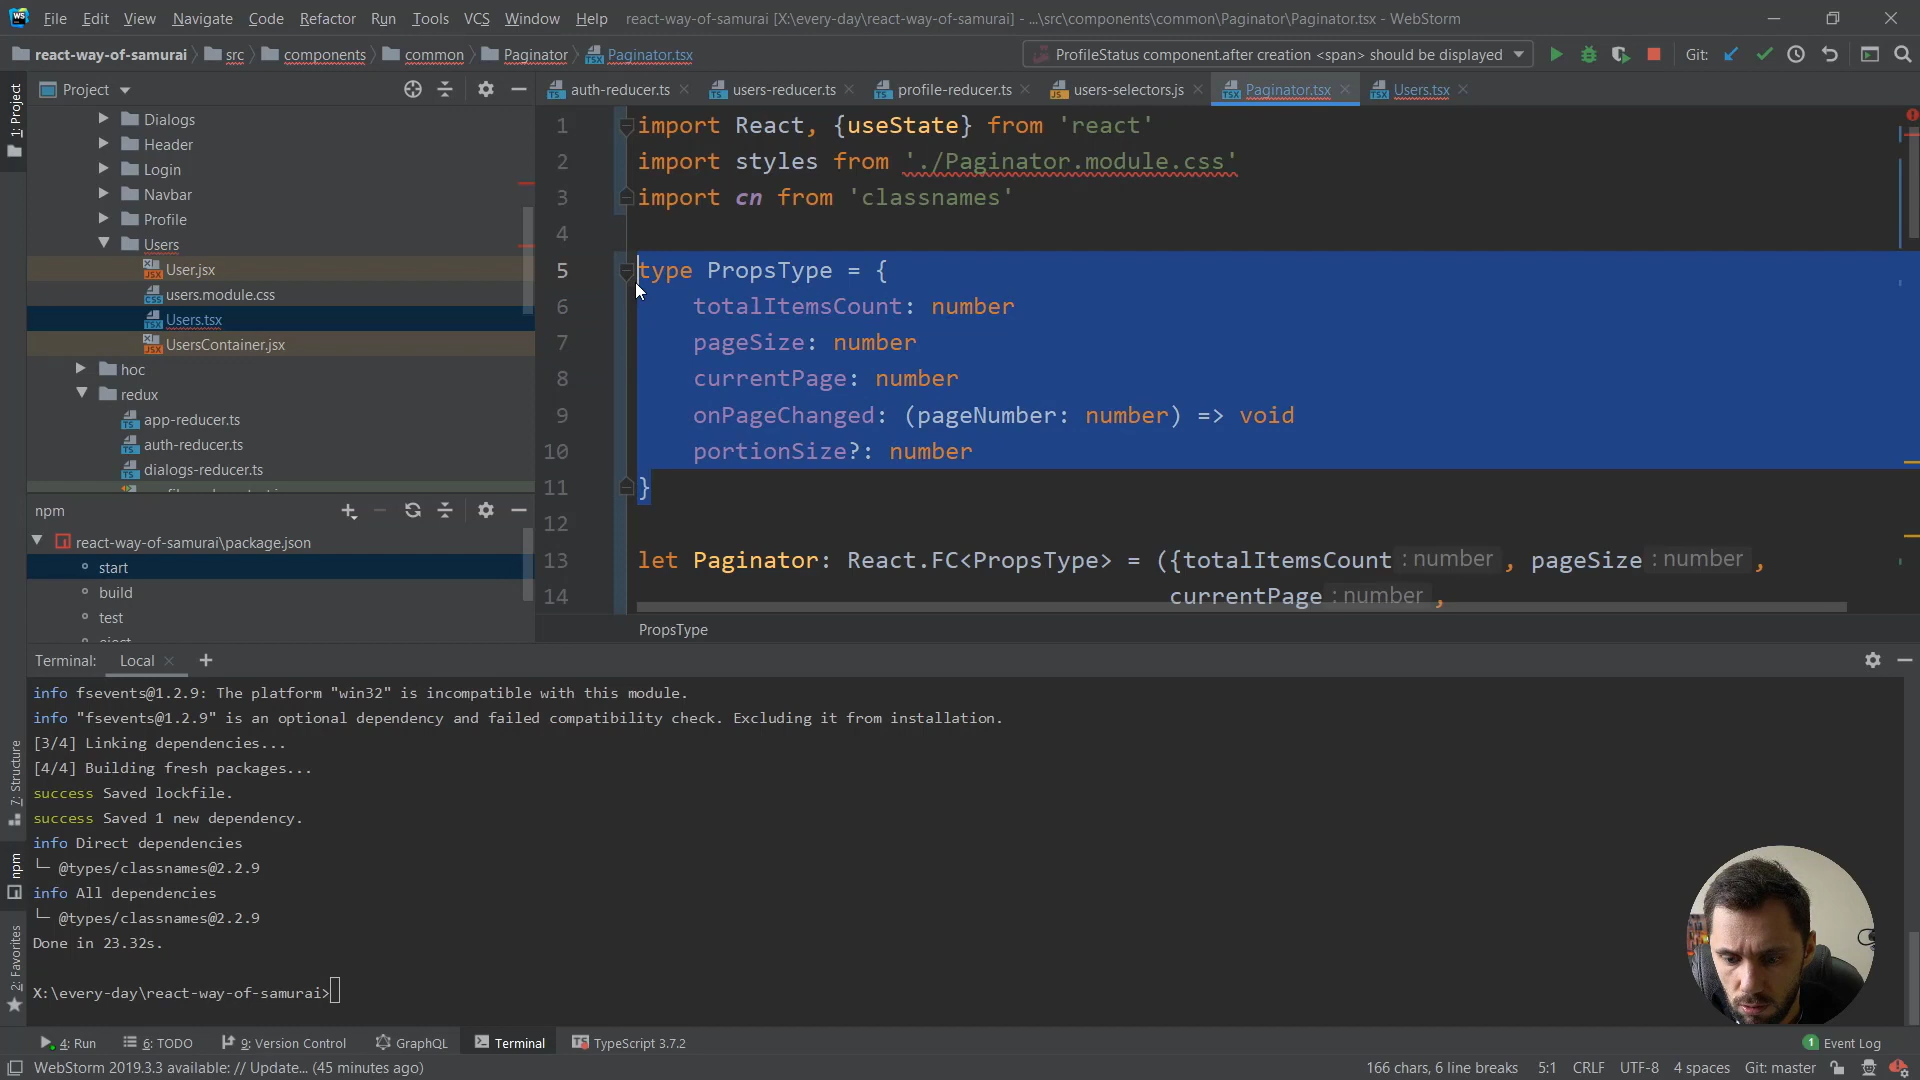 File Edit View Navigate Code Refactor Run Tools VCS Window Help react-way-of-samurai [X:\every-day\react-way-of-samurai] - ...\src\components\common\Paginator\Paginator.tsx - WebStorm
react-way-of-samurai src components common Paginator Paginator.tsx ProfileStatus component.after creation <span> should be displayed Git:
Project auth-reducer.ts users-reducer.ts profile-reducer.ts users-selectors.js Paginator.tsx Users.tsx
1: Project
Dialogs
Header
Login
Navbar
Profile
Users
User.jsx
users.module.css
Users.tsx
UsersContainer.jsx
hoc
redux
app-reducer.ts
auth-reducer.ts
dialogs-reducer.ts
npm
react-way-of-samurai\package.json
start
build
test
1 import React, {useState} from 'react'
2 import styles from './Paginator.module.css'
3 import cn from 'classnames'
4
5 type PropsType = {
6 totalItemsCount: number
7 pageSize: number
8 currentPage: number
9 onPageChanged: (pageNumber: number) => void
10 portionSize?: number
11 }
12
13 let Paginator: React.FC<PropsType> = ({totalItemsCount : number , pageSize : number ,
14 currentPage : number ,
PropsType
Terminal: Local
info fsevents@1.2.9: The platform "win32" is incompatible with this module.
info "fsevents@1.2.9" is an optional dependency and failed compatibility check. Excluding it from installation.
[3/4] Linking dependencies...
[4/4] Building fresh packages...
success Saved lockfile.
success Saved 1 new dependency.
info Direct dependencies
└─ @types/classnames@2.2.9
info All dependencies
└─ @types/classnames@2.2.9
Done in 23.32s.
X:\every-day\react-way-of-samurai>
7: Structure
npm
2: Favorites
4: Run 6: TODO 9: Version Control GraphQL Terminal TypeScript 3.7.2 1 Event Log
WebStorm 2019.3.3 available: // Update... (45 minutes ago) 166 chars, 6 line breaks 5:1 CRLF UTF-8 4 spaces Git: master